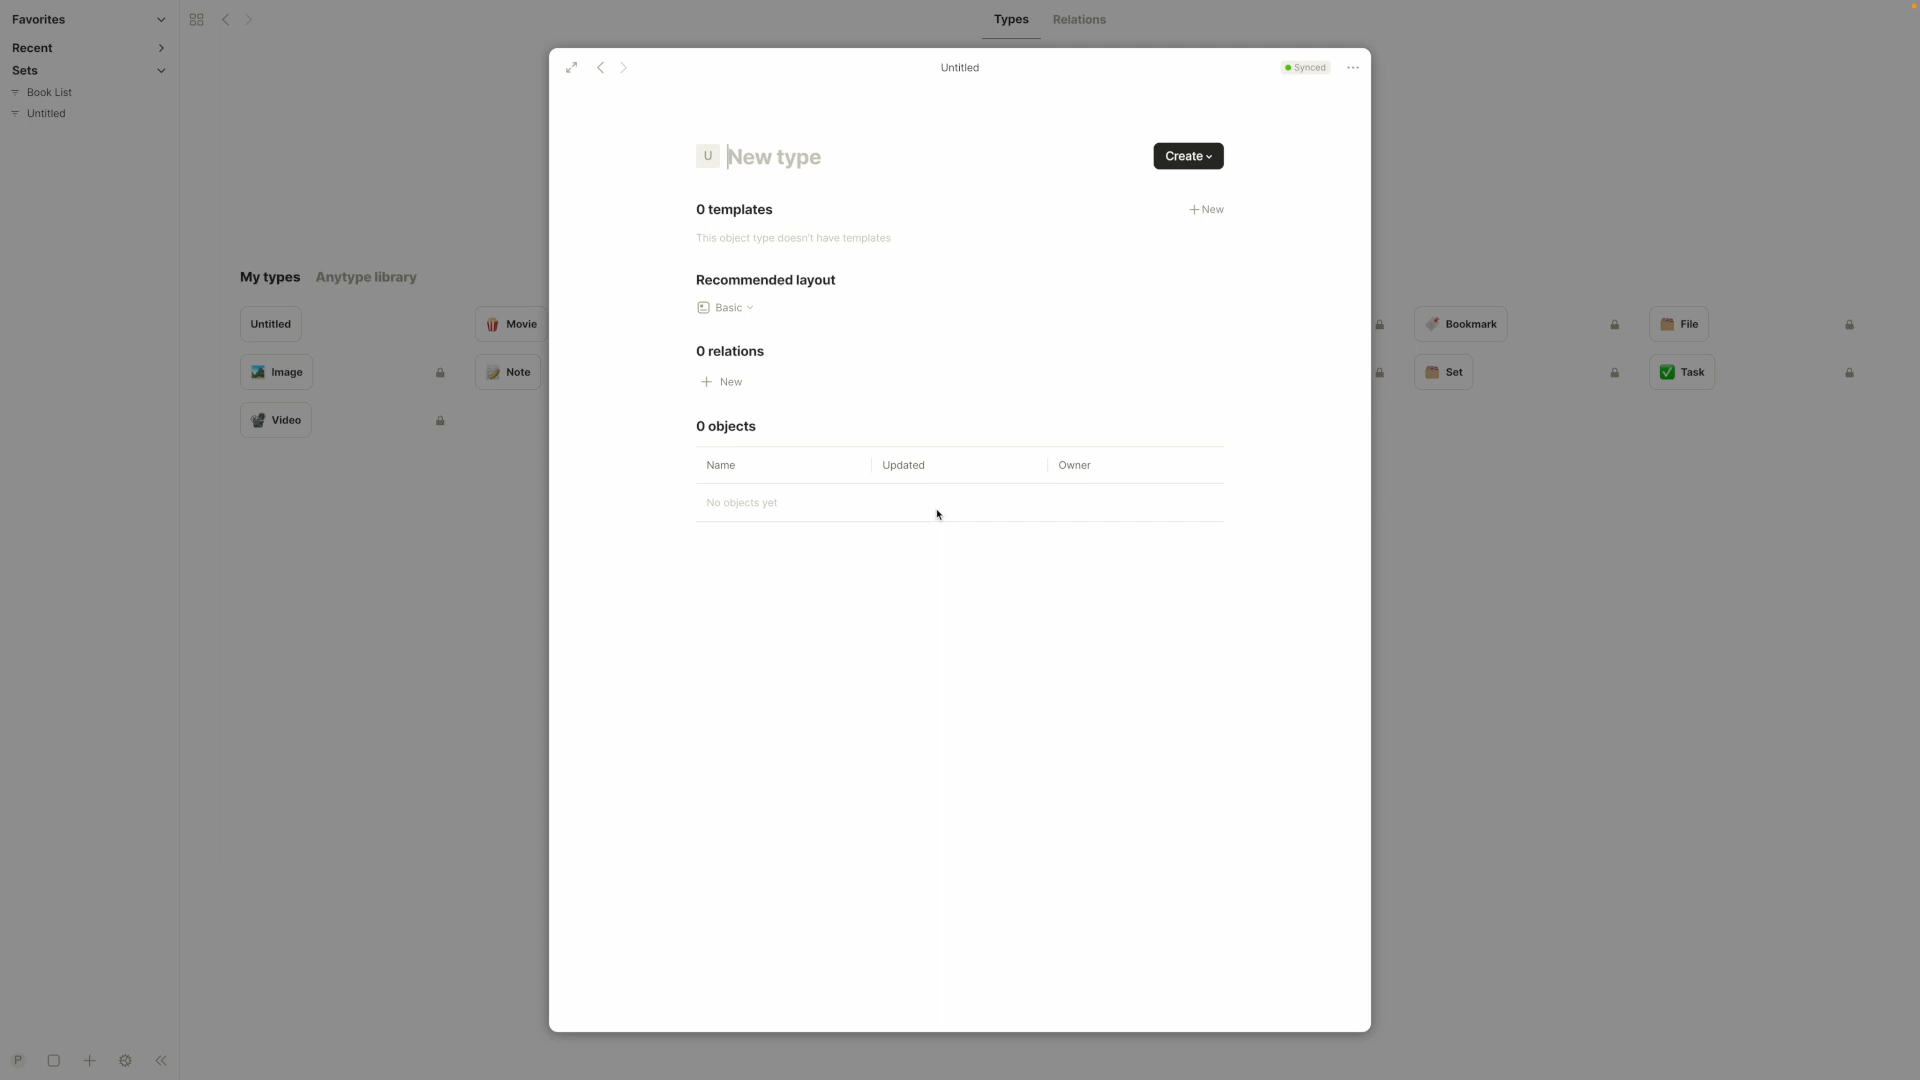 Favorites
Recent
Sets
Book List
Untitled
P
Types Relations
My types Anytype library
Untitled Movie Bookmark File
Image Note Set Task
Video
Untitled
Synced
U New type
Create
0 templates
New
This object type doesn't have templates
Recommended layout
Basic
0 relations
New
0 objects
Name Updated Owner
No objects yet